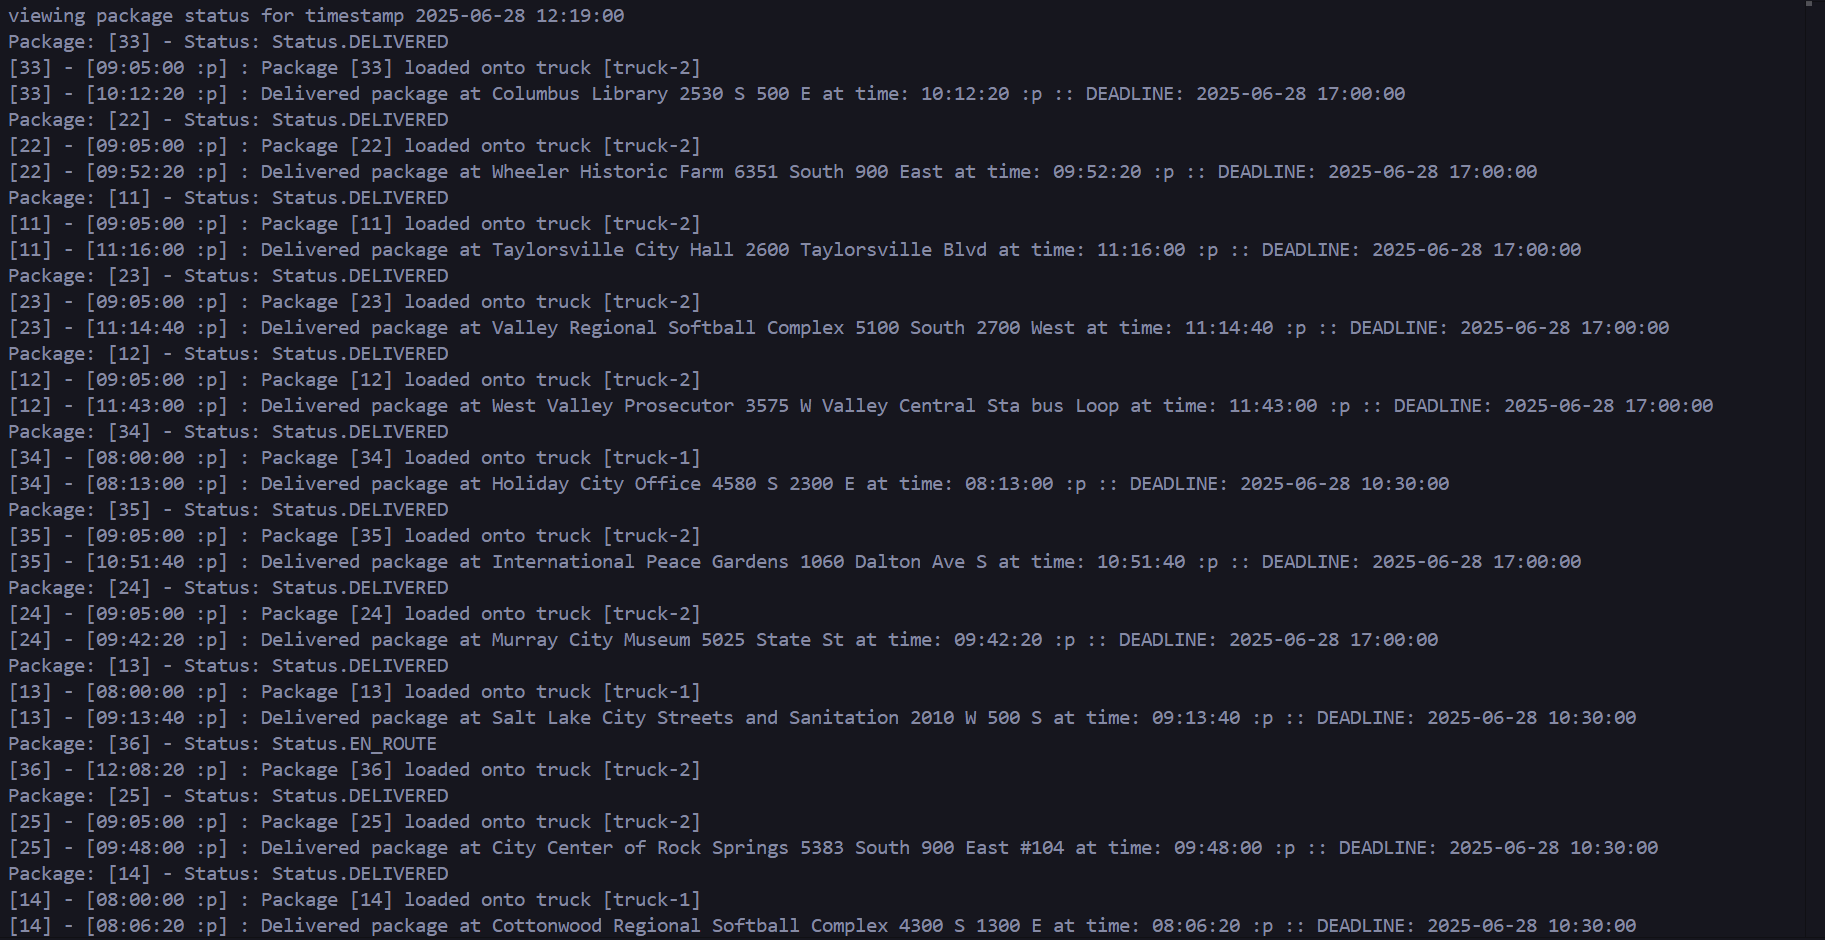 viewing package status for timestamp 2025-06-28 12:19:00
Package: [33] - Status: Status.DELIVERED
[33] - [09:05:00 :p] : Package [33] loaded onto truck [truck-2]
[33] - [10:12:20 :p] : Delivered package at Columbus Library 2530 S 500 E at time: 10:12:20 :p :: DEADLINE: 2025-06-28 17:00:00
Package: [22] - Status: Status.DELIVERED
[22] - [09:05:00 :p] : Package [22] loaded onto truck [truck-2]
[22] - [09:52:20 :p] : Delivered package at Wheeler Historic Farm 6351 South 900 East at time: 09:52:20 :p :: DEADLINE: 2025-06-28 17:00:00
Package: [11] - Status: Status.DELIVERED
[11] - [09:05:00 :p] : Package [11] loaded onto truck [truck-2]
[11] - [11:16:00 :p] : Delivered package at Taylorsville City Hall 2600 Taylorsville Blvd at time: 11:16:00 :p :: DEADLINE: 2025-06-28 17:00:00
Package: [23] - Status: Status.DELIVERED
[23] - [09:05:00 :p] : Package [23] loaded onto truck [truck-2]
[23] - [11:14:40 :p] : Delivered package at Valley Regional Softball Complex 5100 South 2700 West at time: 11:14:40 :p :: DEADLINE: 2025-06-28 17:00:00
Package: [12] - Status: Status.DELIVERED
[12] - [09:05:00 :p] : Package [12] loaded onto truck [truck-2]
[12] - [11:43:00 :p] : Delivered package at West Valley Prosecutor 3575 W Valley Central Sta bus Loop at time: 11:43:00 :p :: DEADLINE: 2025-06-28 17:00:00
Package: [34] - Status: Status.DELIVERED
[34] - [08:00:00 :p] : Package [34] loaded onto truck [truck-1]
[34] - [08:13:00 :p] : Delivered package at Holiday City Office 4580 S 2300 E at time: 08:13:00 :p :: DEADLINE: 2025-06-28 10:30:00
Package: [35] - Status: Status.DELIVERED
[35] - [09:05:00 :p] : Package [35] loaded onto truck [truck-2]
[35] - [10:51:40 :p] : Delivered package at International Peace Gardens 1060 Dalton Ave S at time: 10:51:40 :p :: DEADLINE: 2025-06-28 17:00:00
Package: [24] - Status: Status.DELIVERED
[24] - [09:05:00 :p] : Package [24] loaded onto truck [truck-2]
[24] - [09:42:20 :p] : Delivered package at Murray City Museum 5025 State St at time: 09:42:20 :p :: DEADLINE: 2025-06-28 17:00:00
Package: [13] - Status: Status.DELIVERED
[13] - [08:00:00 :p] : Package [13] loaded onto truck [truck-1]
[13] - [09:13:40 :p] : Delivered package at Salt Lake City Streets and Sanitation 2010 W 500 S at time: 09:13:40 :p :: DEADLINE: 2025-06-28 10:30:00
Package: [36] - Status: Status.EN_ROUTE
[36] - [12:08:20 :p] : Package [36] loaded onto truck [truck-2]
Package: [25] - Status: Status.DELIVERED
[25] - [09:05:00 :p] : Package [25] loaded onto truck [truck-2]
[25] - [09:48:00 :p] : Delivered package at City Center of Rock Springs 5383 South 900 East #104 at time: 09:48:00 :p :: DEADLINE: 2025-06-28 10:30:00
Package: [14] - Status: Status.DELIVERED
[14] - [08:00:00 :p] : Package [14] loaded onto truck [truck-1]
[14] - [08:06:20 :p] : Delivered package at Cottonwood Regional Softball Complex 4300 S 1300 E at time: 08:06:20 :p :: DEADLINE: 2025-06-28 10:30:00